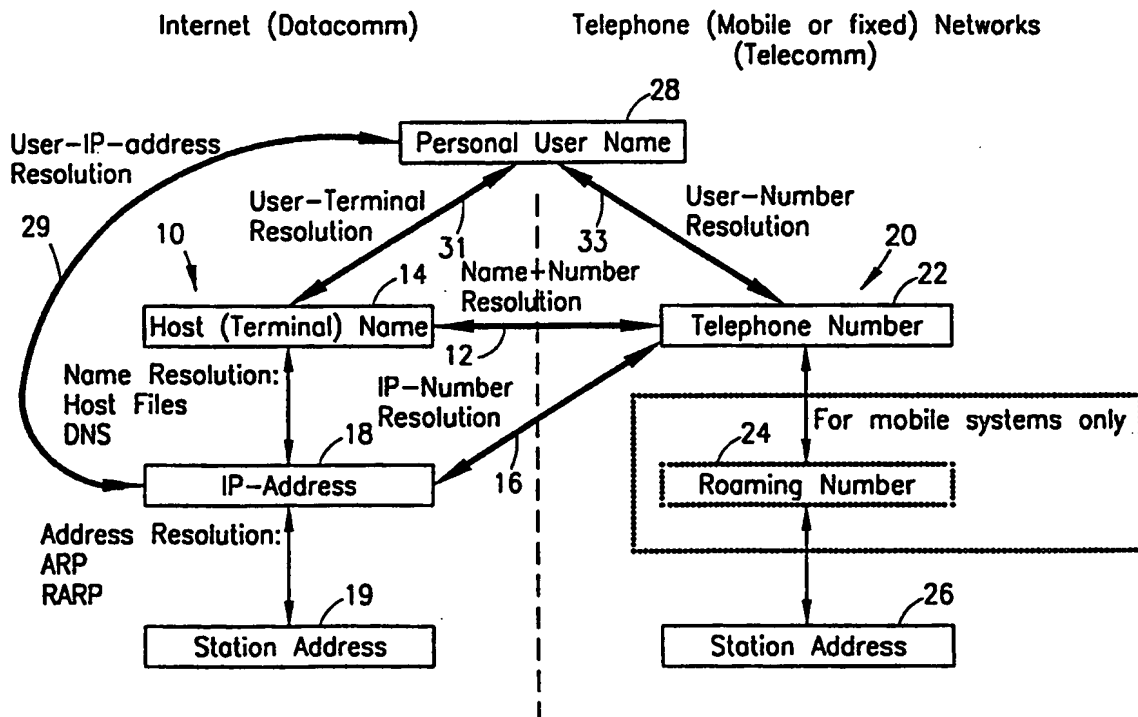 Internet (Datacomm)
Telephone (Mobile or fixed) Networks
(Telecomm)
28
Personal User Name
User-IP-address
Resolution
29
User-Terminal
Resolution
31
33
User-Number
Resolution
10
14
Name-Number
Resolution
20
22
Host (Terminal) Name
12
Telephone Number
Name Resolution:
Host Files
DNS
IP-Number
Resolution
For mobile systems only
18
16
24
IP-Address
Roaming Number
Address Resolution:
ARP
RARP
19
26
Station Address
Station Address